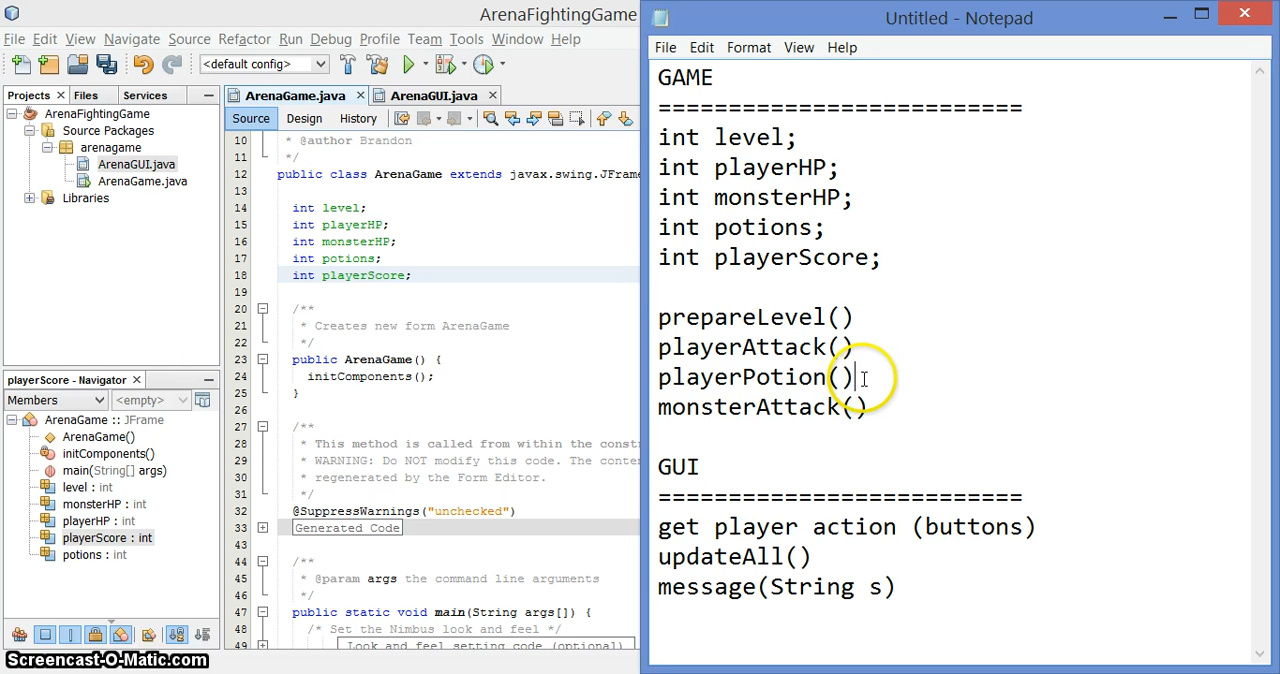 ArenaFightingGame
File Edit View Navigate Source Refactor Run Debug Profile Team Tools Window Help
<default config>
Projects Files Services
ArenaFightingGame
Source Packages
arenagame
ArenaGUI.java
ArenaGame.java
Libraries
playerScore - Navigator
Members <empty>
ArenaGame :: JFrame
ArenaGame()
initComponents()
main(String[] args)
level : int
monsterHP : int
playerHP : int
playerScore : int
potions : int
ArenaGame.java ArenaGUI.java
Source Design History
10 * @author Brandon
11 */
12 public class ArenaGame extends javax.swing.JFrame
13
14 int level;
15 int playerHP;
16 int monsterHP;
17 int potions;
18 int playerScore;
19
20 /**
21 * Creates new form ArenaGame
22 */
23 public ArenaGame() {
24 initComponents();
25 }
26
27 /**
28 * This method is called from within the constr
29 * WARNING: Do NOT modify this code. The conten
30 * regenerated by the Form Editor.
31 */
32 @SuppressWarnings("unchecked")
33 Generated Code
43
44 /**
45 * @param args the command line arguments
46 */
47 public static void main(String args[]) {
48 /* Set the Nimbus look and feel */
49 Look and feel setting code (optional)
Untitled - Notepad
File Edit Format View Help
GAME
==========================
int level;
int playerHP;
int monsterHP;
int potions;
int playerScore;
prepareLevel()
playerAttack()
playerPotion()
monsterAttack()
GUI
==========================
get player action (buttons)
updateAll()
message(String s)
Screencast-O-Matic.com